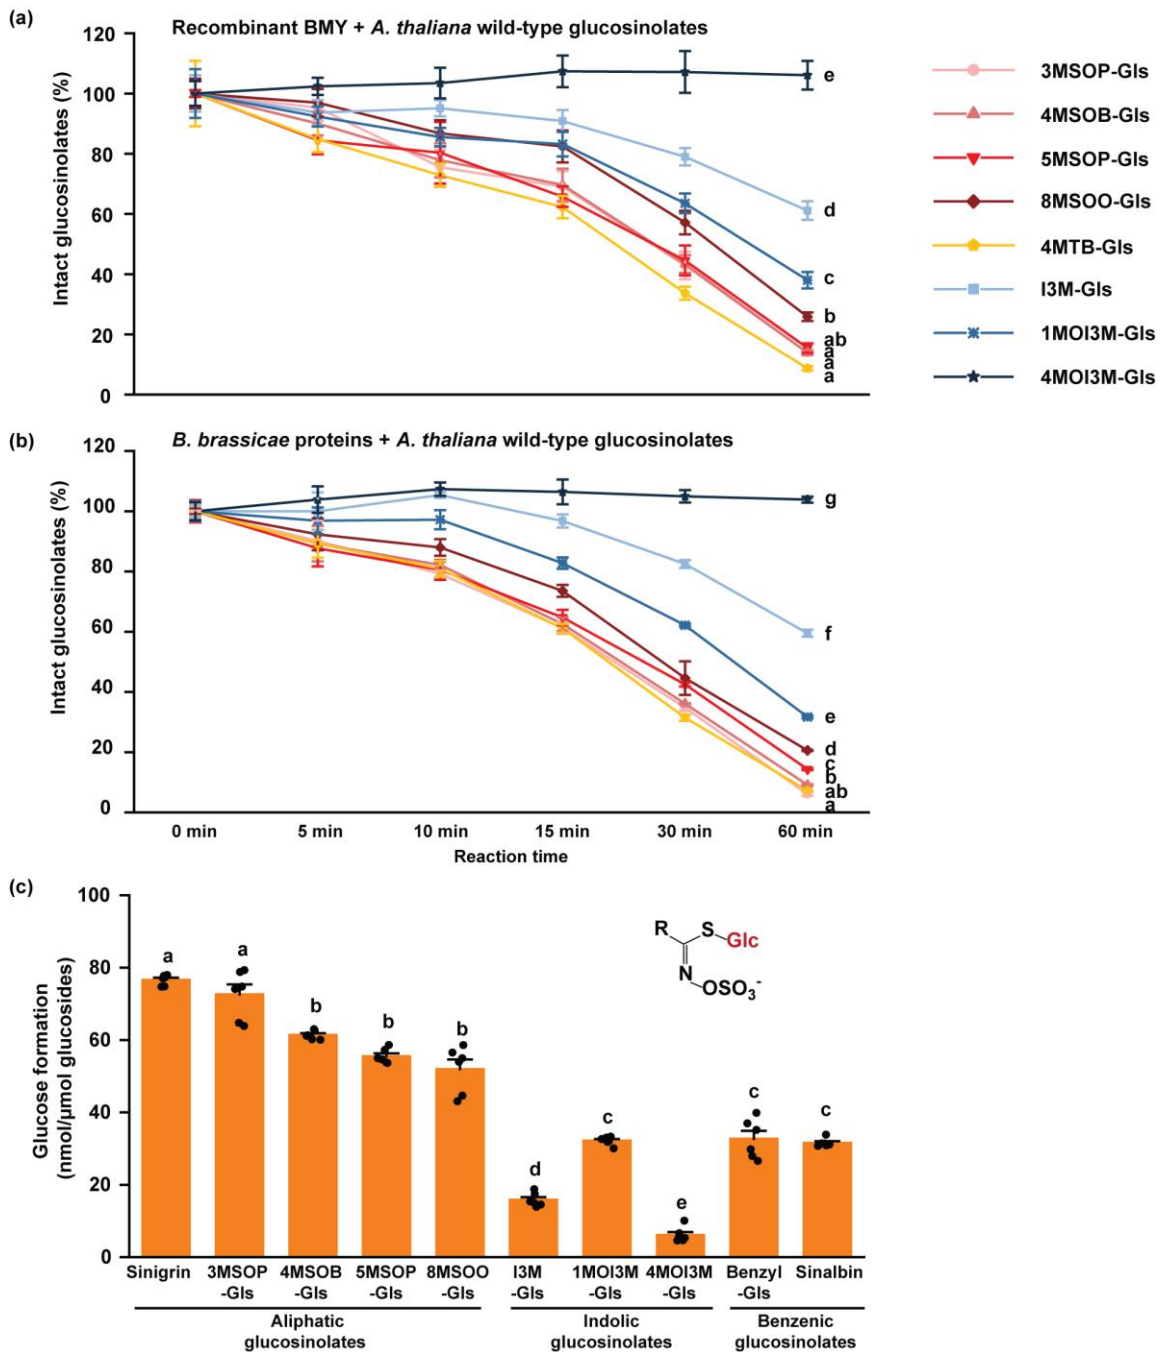 (a)
Recombinant BMY + A. thaliana wild-type glucosinolates
120
100
80
60
40
20
0
Intact glucosinolates (%)
e
d
c
b
ab
a
a
a
3MSOP-Gls
4MSOB-Gls
5MSOP-Gls
8MSOO-Gls
4MTB-Gls
I3M-Gls
1MOI3M-Gls
4MOI3M-Gls
(b)
B. brassicae proteins + A. thaliana wild-type glucosinolates
120
100
80
60
40
20
0
Intact glucosinolates (%)
g
f
e
d
c
b
ab
a
0 min 5 min 10 min 15 min 30 min 60 min
Reaction time
(c)
100
80
60
40
20
0
Glucose formation
(nmol/µmol glucosides)
a a b b b d c e c c
R S Glc
N
OSO3-
Sinigrin 3MSOP 4MSOB 5MSOP 8MSOO I3M-Gls 1MOI3M 4MOI3M Benzyl Sinalbin
-Gls -Gls -Gls -Gls -Gls -Gls -Gls
Aliphatic Indolic Benzenic
glucosinolates glucosinolates glucosinolates